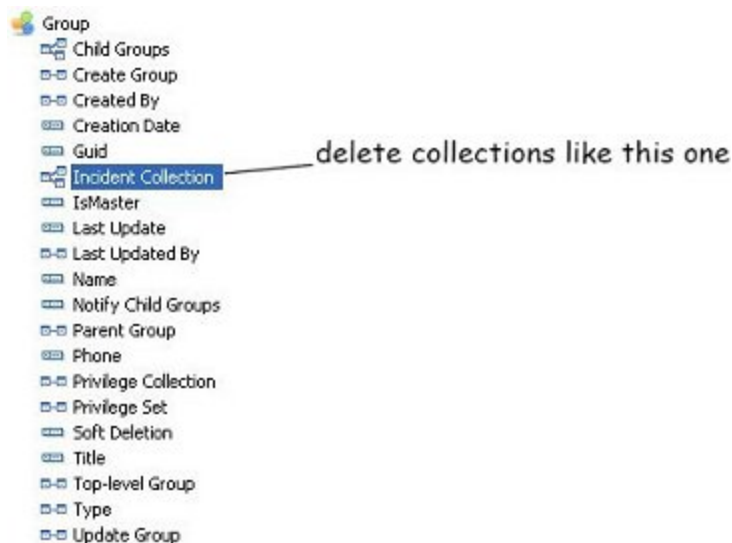 Group
Child Groups
Create Group
Created By
Creation Date
Guid
Incident Collection
delete collections like this one
IsMaster
Last Update
Last Updated By
Name
Notify Child Groups
Parent Group
Phone
Privilege Collection
Privilege Set
Soft Deletion
Title
Top-level Group
Type
Update Group